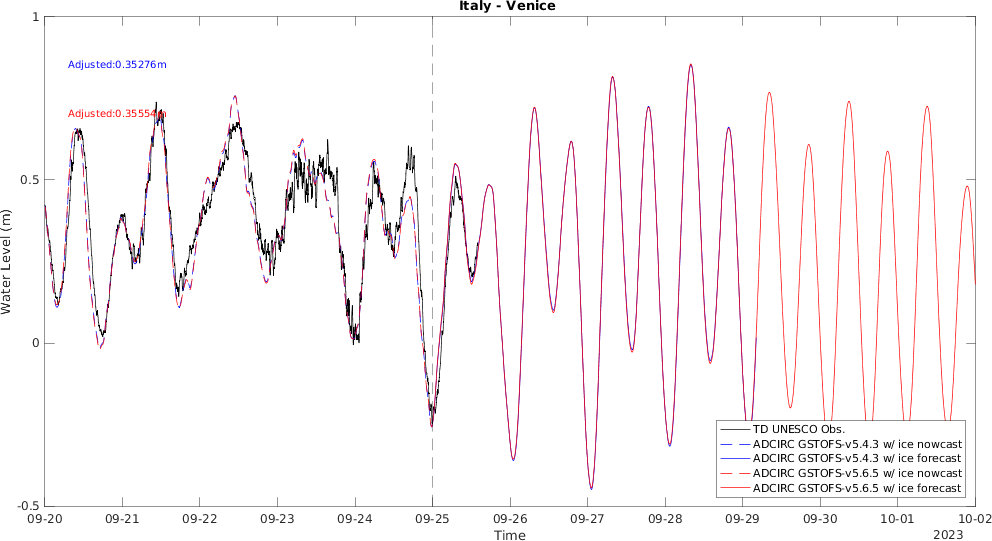 Italy - Venice
1
Adjusted:0.35276m
Adjusted:0.35554m
0.5
Water Level (m)
0
TD UNESCO Obs.
ADCIRC GSTOFS-v5.4.3 w/ ice nowcast
ADCIRC GSTOFS-v5.4.3 w/ ice forecast
ADCIRC GSTOFS-v5.6.5 w/ ice nowcast
ADCIRC GSTOFS-v5.6.5 w/ ice forecast
-0.5
09-20 09-21 09-22 09-23 09-24 09-25 09-26 09-27 09-28 09-29 09-30 10-01 10-02
Time
2023